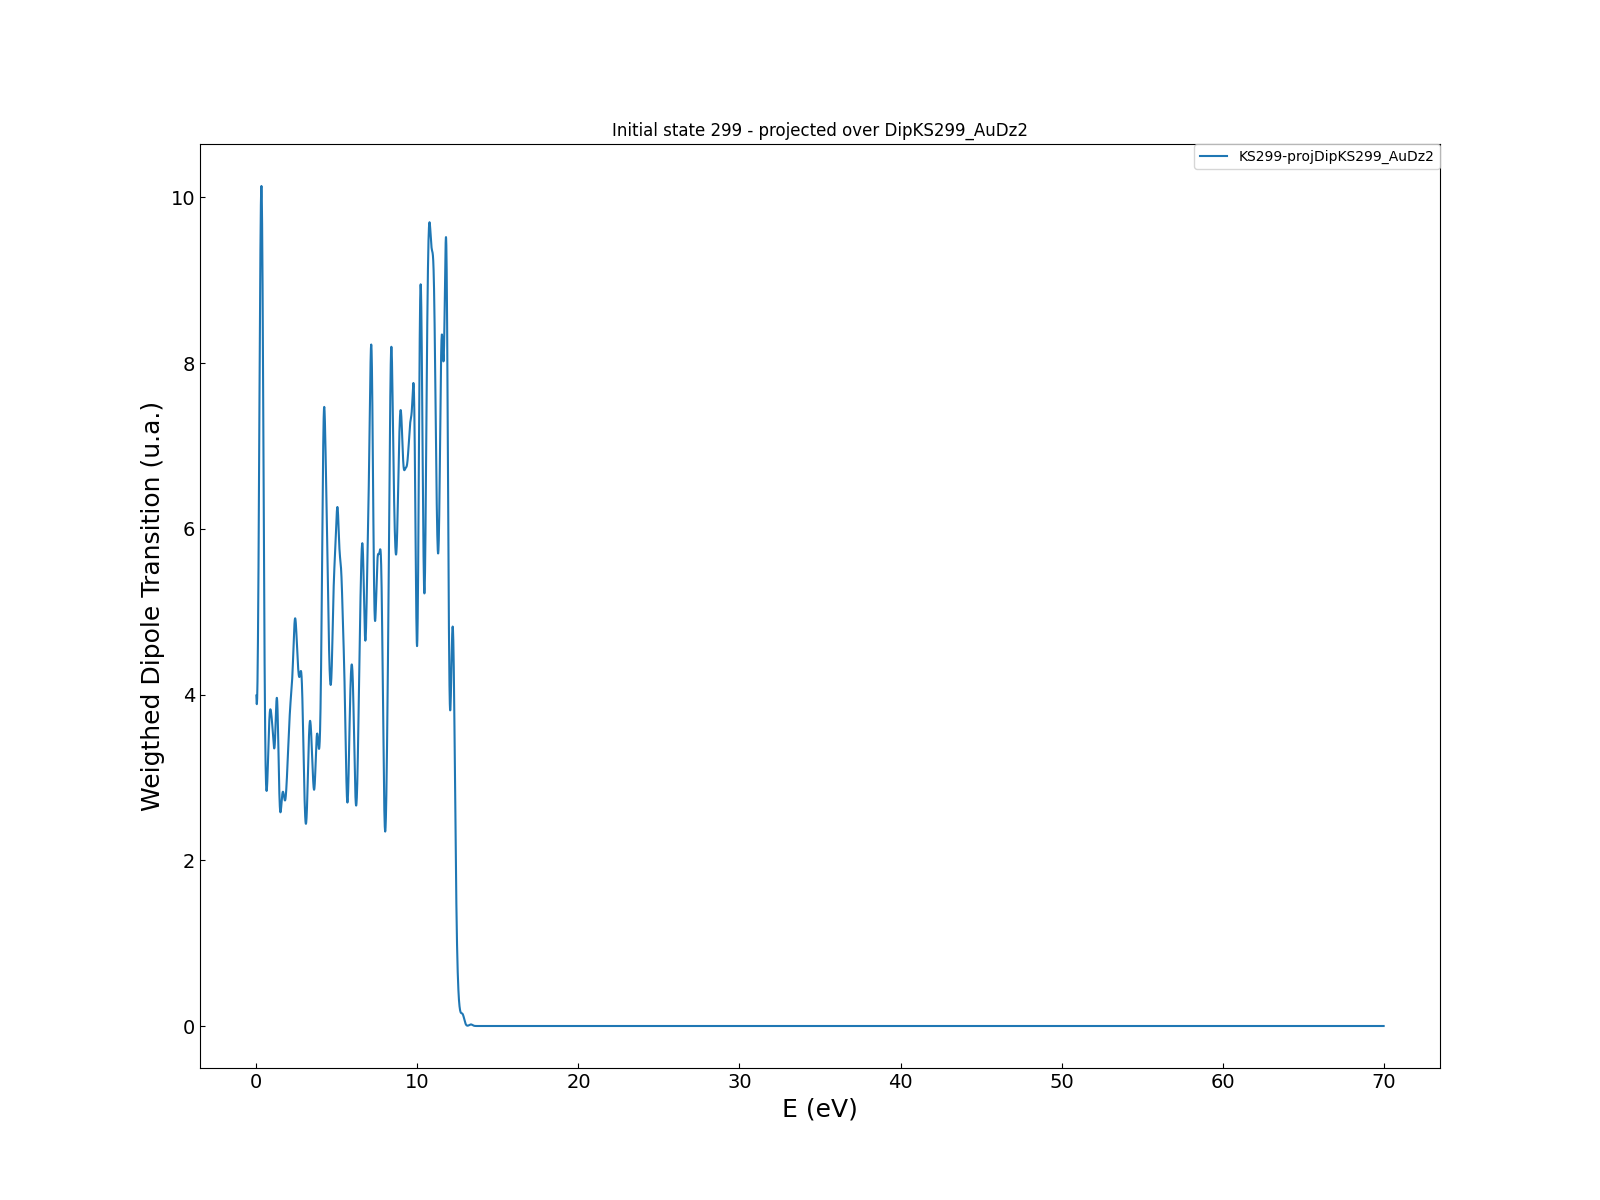 Initial state 299 - projected over DipKS299_AuDz2
KS299-projDipKS299_AuDz2
10
8
6
4
2
0
Weigthed Dipole Transition (u.a.)
0 10 20 30 40 50 60 70
E (eV)